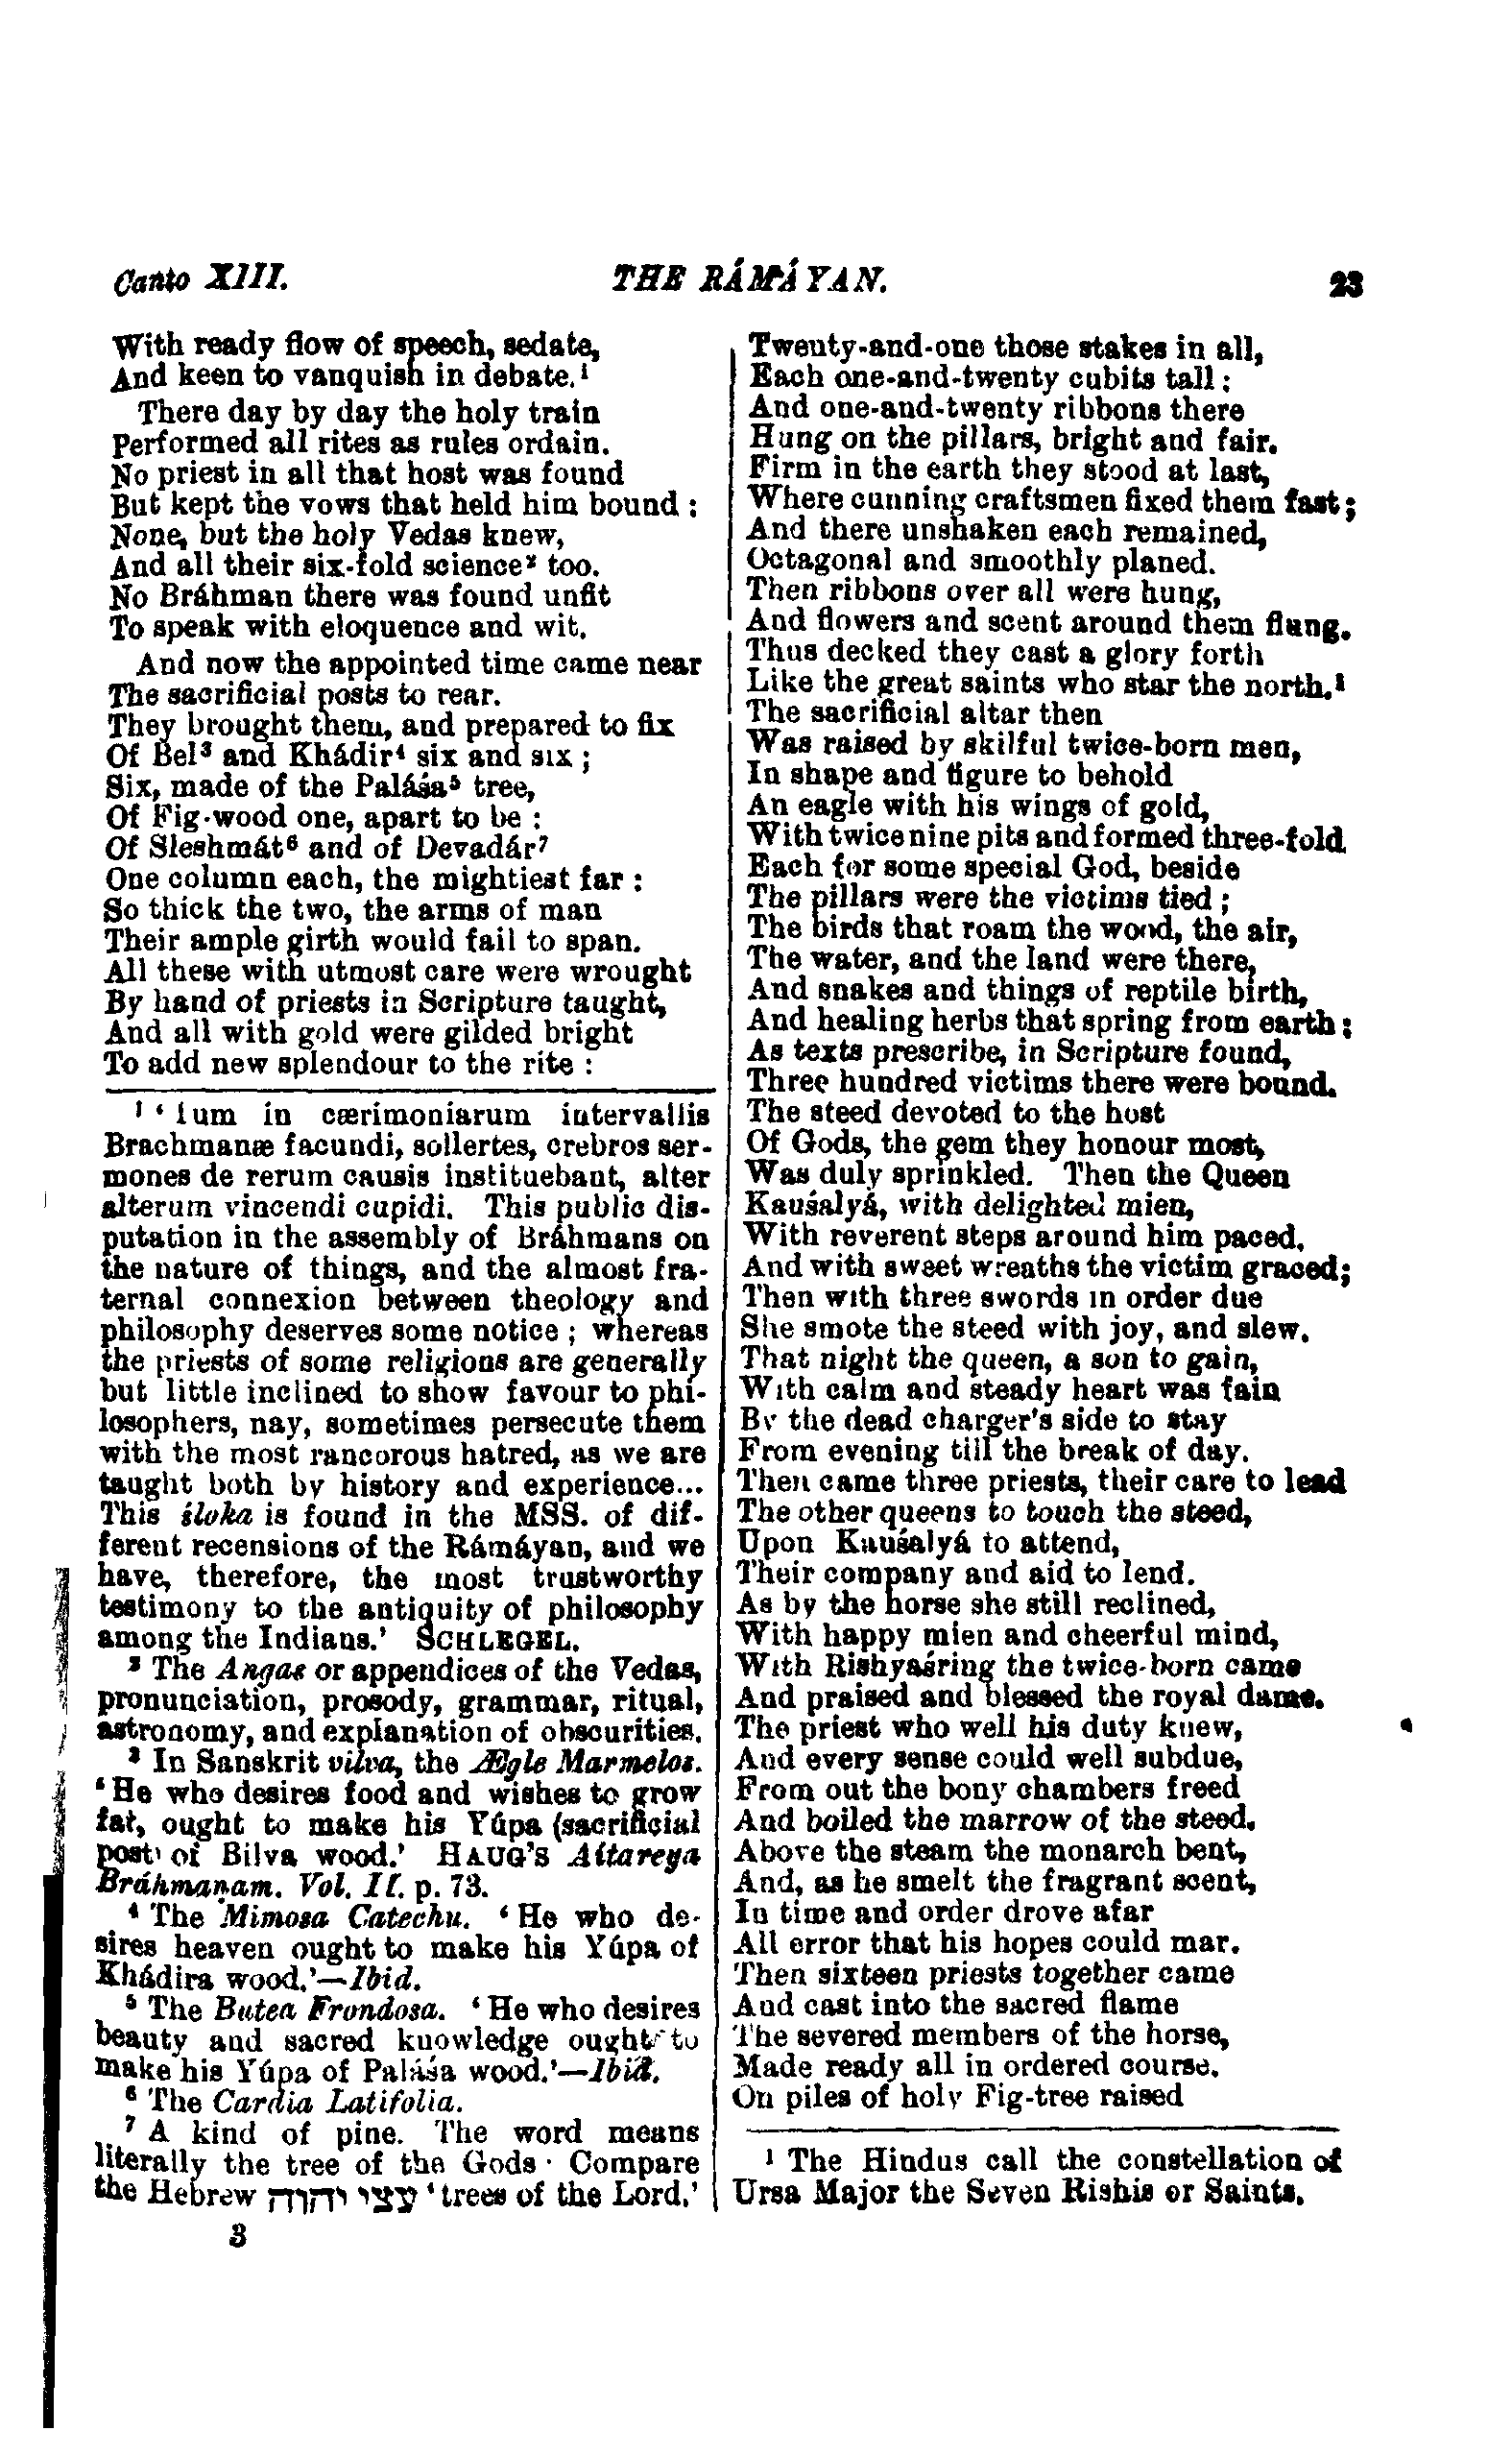 Canto XIII.
THE RÁMÁYAN.
23
With ready flow of speech, sedate,
And keen to vanquish in debate.¹
There day by day the holy train
Performed all rites as rules ordain.
No priest in all that host was found
But kept the vows that held him bound :
None, but the holy Vedas knew,
And all their six-fold science² too.
No Bráhman there was found unfit
To speak with eloquence and wit.
And now the appointed time came near
The sacrificial posts to rear.
They brought them, and prepared to fix
Of Bel³ and Khádir⁴ six and six ;
Six, made of the Paláśa⁵ tree,
Of Fig-wood one, apart to be :
Of Sleshmát⁶ and of Devadár⁷
One column each, the mightiest far :
So thick the two, the arms of man
Their ample girth would fail to span.
All these with utmost care were wrought
By hand of priests in Scripture taught,
And all with gold were gilded bright
To add new splendour to the rite :
¹ ‘ Ium in cærimoniarum intervallis
Brachmanæ facundi, sollertes, crebros ser-
mones de rerum causis instituebant, alter
alterum vincendi cupidi. This public dis-
putation in the assembly of Bráhmans on
the nature of things, and the almost fra-
ternal connexion between theology and
philosophy deserves some notice ; whereas
the priests of some religions are generally
but little inclined to show favour to phi-
losophers, nay, sometimes persecute them
with the most rancorous hatred, as we are
taught both by history and experience...
This śloka is found in the MSS. of dif-
ferent recensions of the Rámáyan, and we
have, therefore, the most trustworthy
testimony to the antiquity of philosophy
among the Indians.’ SCHLEGEL.
² The Angas or appendices of the Vedas,
pronunciation, prosody, grammar, ritual,
astronomy, and explanation of obscurities.
³ In Sanskrit vilva, the Ægle Marmelos.
‘ He who desires food and wishes to grow
fat, ought to make his Yúpa (sacrificial
post) of Bilva wood.’ HAUG'S Aitareya
Bráhmaṇam. Vol. II. p. 73.
⁴ The Mimosa Catechu. ‘ He who de-
sires heaven ought to make his Yúpa of
Khádira wood.’—Ibid.
⁵ The Butea Frondosa. ‘ He who desires
beauty and sacred knowledge ought to
make his Yúpa of Paláśa wood.’—Ibid.
⁶ The Cardia Latifolia.
⁷ A kind of pine. The word means
literally the tree of the Gods · Compare
the Hebrew עצי יהוה ‘ trees of the Lord.’
3
Twenty-and-one those stakes in all,
Each one-and-twenty cubits tall :
And one-and-twenty ribbons there
Hung on the pillars, bright and fair.
Firm in the earth they stood at last,
Where cunning craftsmen fixed them fast ;
And there unshaken each remained,
Octagonal and smoothly planed.
Then ribbons over all were hung,
And flowers and scent around them flung.
Thus decked they cast a glory forth
Like the great saints who star the north.¹
The sacrificial altar then
Was raised by skilful twice-born men,
In shape and figure to behold
An eagle with his wings of gold,
With twice nine pits and formed three-fold
Each for some special God, beside
The pillars were the victims tied ;
The birds that roam the wood, the air,
The water, and the land were there,
And snakes and things of reptile birth,
And healing herbs that spring from earth :
As texts prescribe, in Scripture found,
Three hundred victims there were bound.
The steed devoted to the host
Of Gods, the gem they honour most,
Was duly sprinkled. Then the Queen
Kauśalyá, with delighted mien,
With reverent steps around him paced,
And with sweet wreaths the victim graced;
Then with three swords in order due
She smote the steed with joy, and slew.
That night the queen, a son to gain,
With calm and steady heart was fain
By the dead charger's side to stay
From evening till the break of day.
Then came three priests, their care to lead
The other queens to touch the steed,
Upon Kauśalyá to attend,
Their company and aid to lend.
As by the horse she still reclined,
With happy mien and cheerful mind,
With Rishyaśring the twice-born came
And praised and blessed the royal dame.
The priest who well his duty knew,
And every sense could well subdue,
From out the bony chambers freed
And boiled the marrow of the steed.
Above the steam the monarch bent,
And, as he smelt the fragrant scent,
In time and order drove afar
All error that his hopes could mar.
Then sixteen priests together came
And cast into the sacred flame
The severed members of the horse,
Made ready all in ordered course.
On piles of holy Fig-tree raised
¹ The Hindus call the constellation of
Ursa Major the Seven Rishis or Saints.